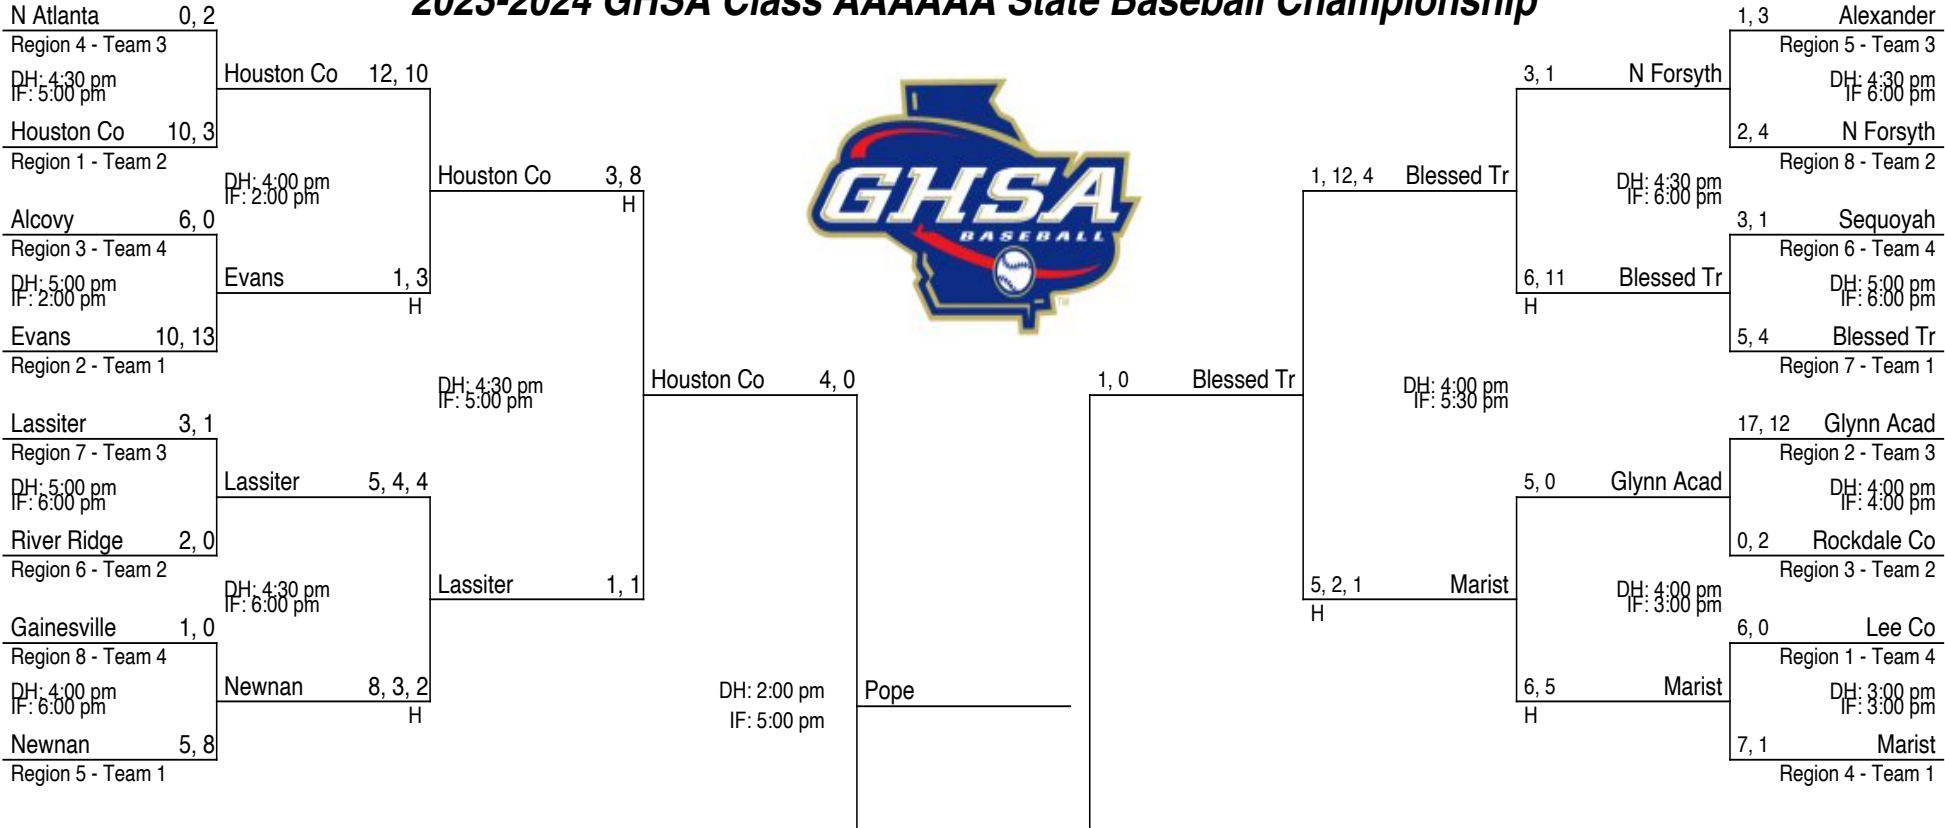 2023-2024 GHSA Class AAAAAA State Baseball Championship
N Atlanta 0, 2
Region 4 - Team 3
DH: 4:30 pm
IF: 5:00 pm
Houston Co 10, 3
Region 1 - Team 2
Alcovy 6, 0
Region 3 - Team 4
DH: 5:00 pm
IF: 2:00 pm
Evans 10, 13
Region 2 - Team 1
Lassiter 3, 1
Region 7 - Team 3
DH: 5:00 pm
IF: 6:00 pm
River Ridge 2, 0
Region 6 - Team 2
Gainesville 1, 0
Region 8 - Team 4
DH: 4:00 pm
IF: 6:00 pm
Newnan 5, 8
Region 5 - Team 1
Houston Co 12, 10
DH: 4:00 pm
IF: 2:00 pm
Evans 1, 3
H
Lassiter 5, 4, 4
DH: 4:30 pm
IF: 6:00 pm
Newnan 8, 3, 2
H
Houston Co 3, 8
H
DH: 4:30 pm
IF: 5:00 pm
Lassiter 1, 1
Houston Co 4, 0
DH: 2:00 pm
IF: 5:00 pm
Pope
GHSA
BASEBALL
TM
1, 0 Blessed Tr
1, 12, 4 Blessed Tr
DH: 4:00 pm
IF: 5:30 pm
5, 2, 1 Marist
H
3, 1 N Forsyth
DH: 4:30 pm
IF: 6:00 pm
6, 11 Blessed Tr
H
5, 0 Glynn Acad
DH: 4:00 pm
IF: 3:00 pm
6, 5 Marist
H
1, 3 Alexander
Region 5 - Team 3
DH: 4:30 pm
IF 6:00 pm
2, 4 N Forsyth
Region 8 - Team 2
3, 1 Sequoyah
Region 6 - Team 4
DH: 5:00 pm
IF: 6:00 pm
5, 4 Blessed Tr
Region 7 - Team 1
17, 12 Glynn Acad
Region 2 - Team 3
DH: 4:00 pm
IF: 4:00 pm
0, 2 Rockdale Co
Region 3 - Team 2
6, 0 Lee Co
Region 1 - Team 4
DH: 3:00 pm
IF: 3:00 pm
7, 1 Marist
Region 4 - Team 1